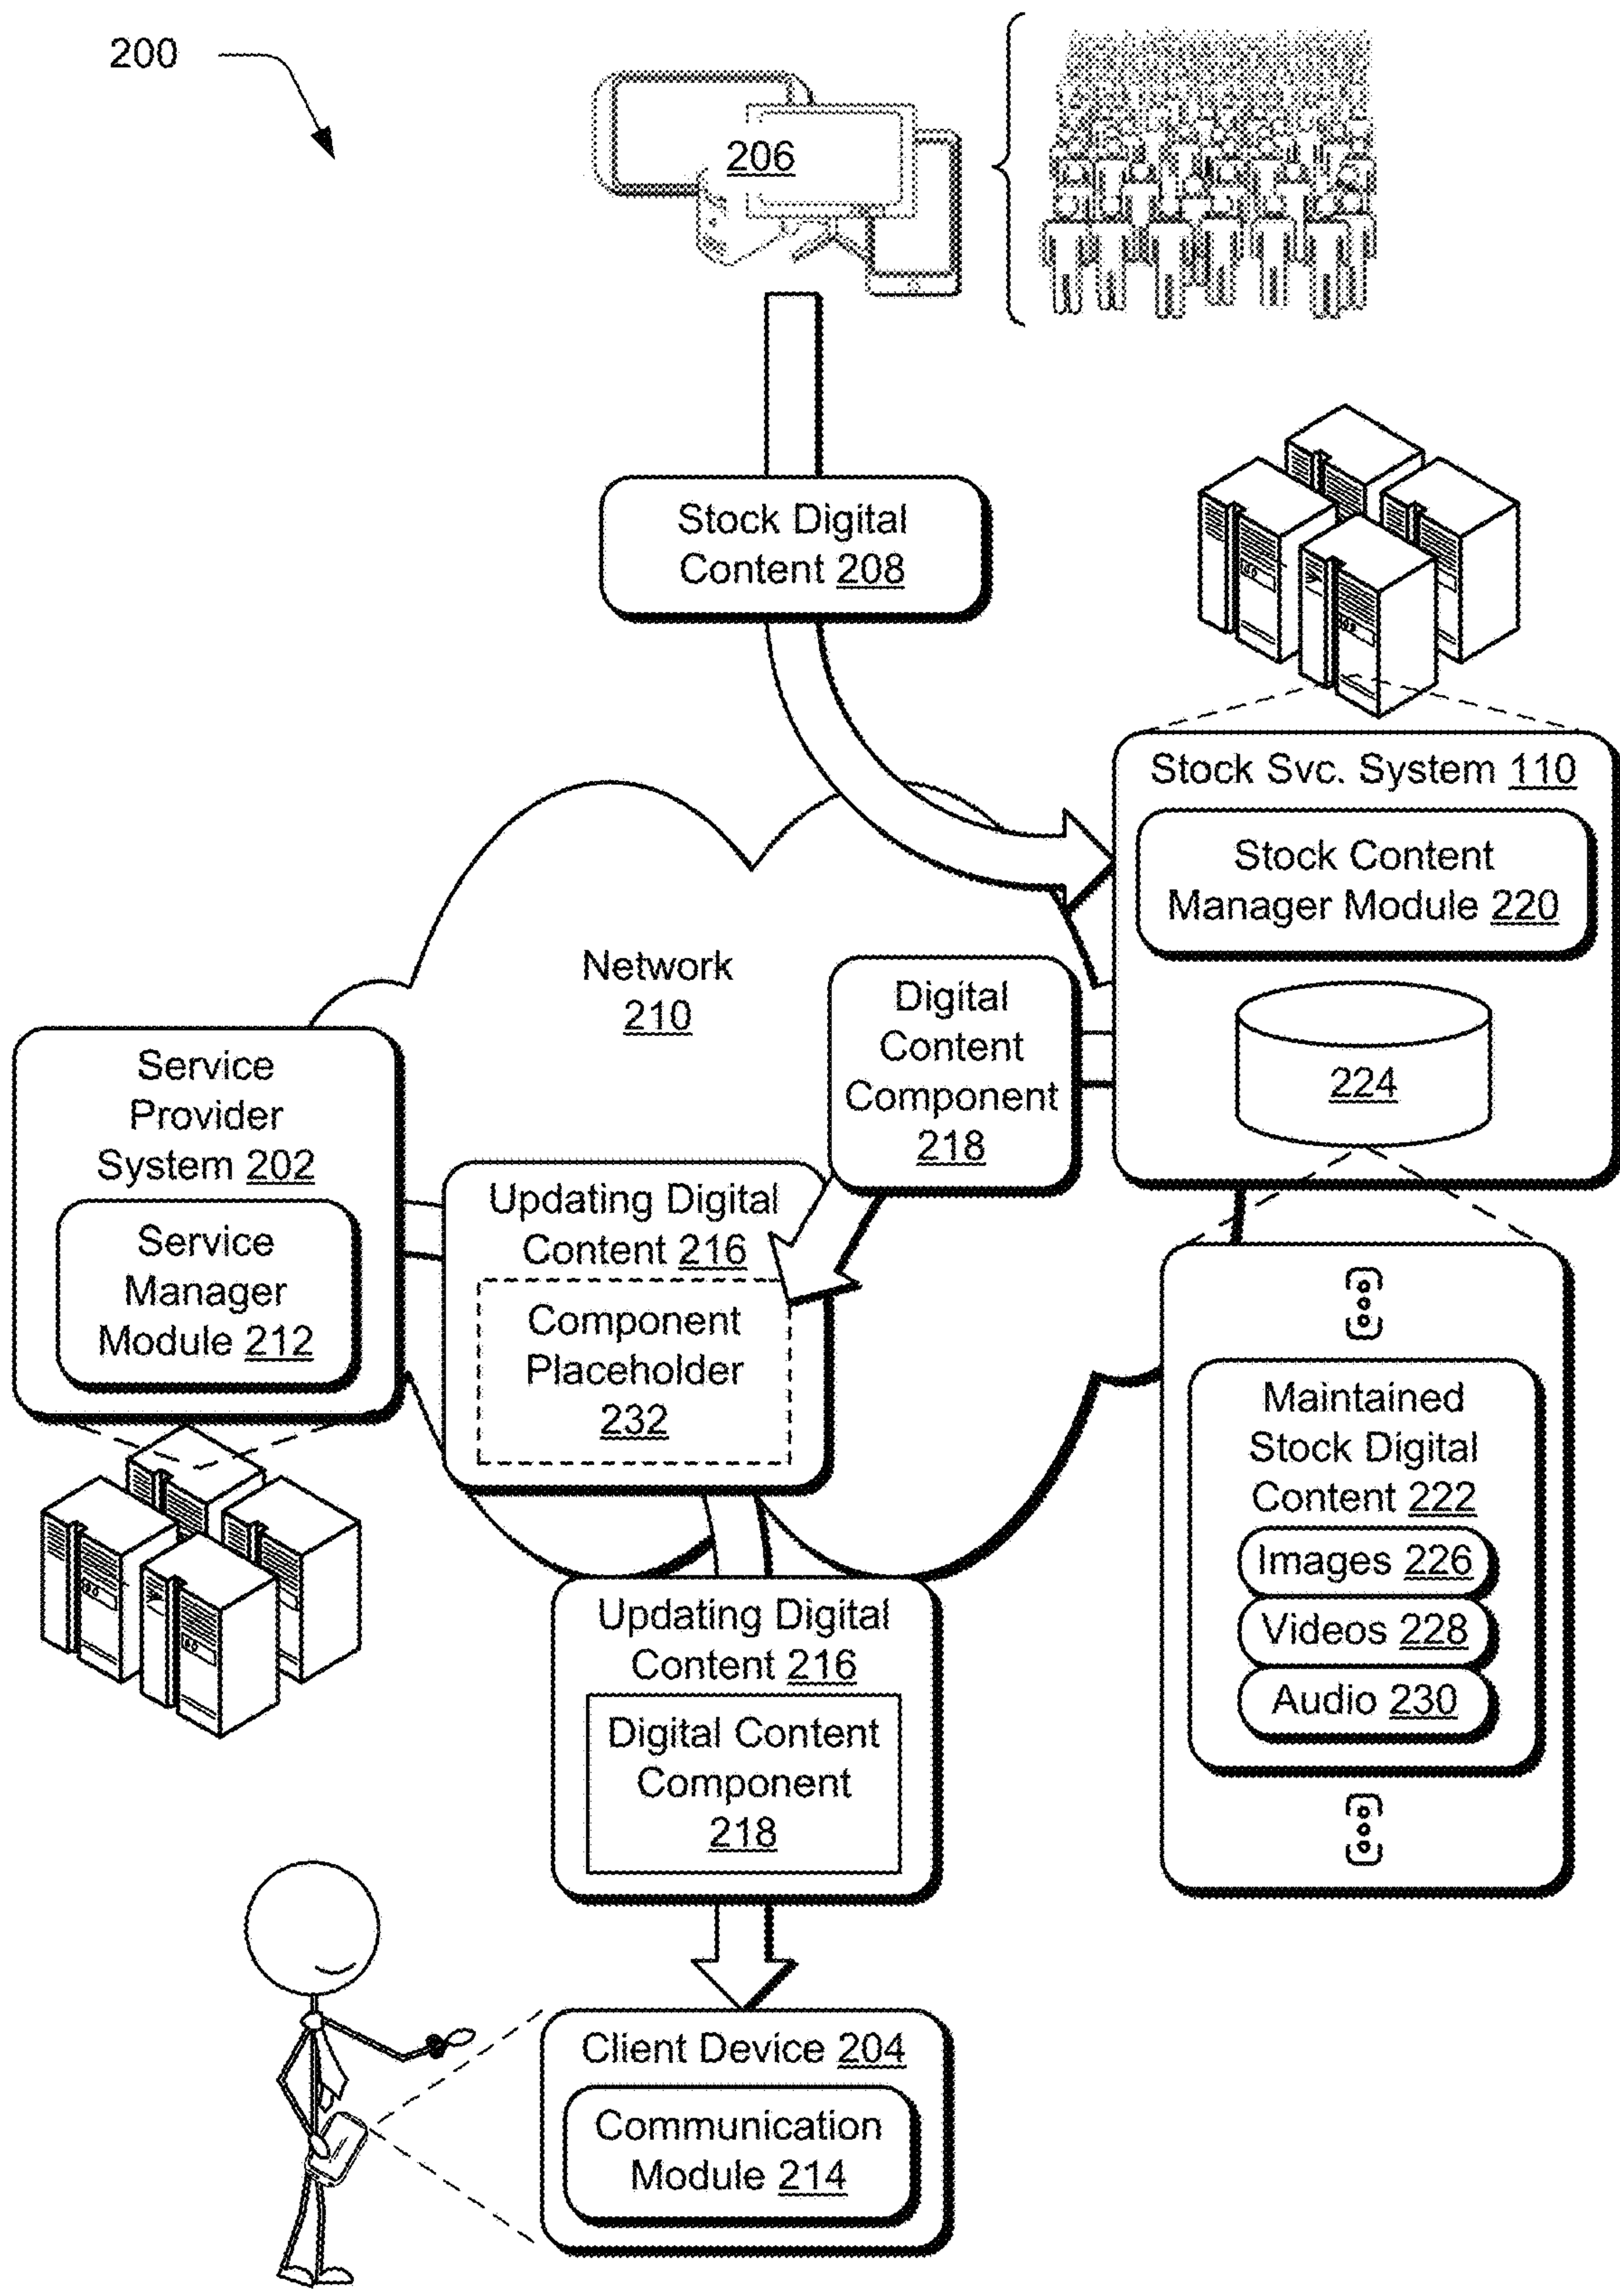 200
206
Stock Digital
Content 208
Stock Svc. System 110
Stock Content
Manager Module 220
224
Network
210
Digital
Content
Component
218
Service
Provider
System 202
Service
Manager
Module 212
Updating Digital
Content 216
Component
Placeholder
232
Maintained
Stock Digital
Content 222
Images 226
Videos 228
Audio 230
Updating Digital
Content 216
Digital Content
Component
218
Client Device 204
Communication
Module 214